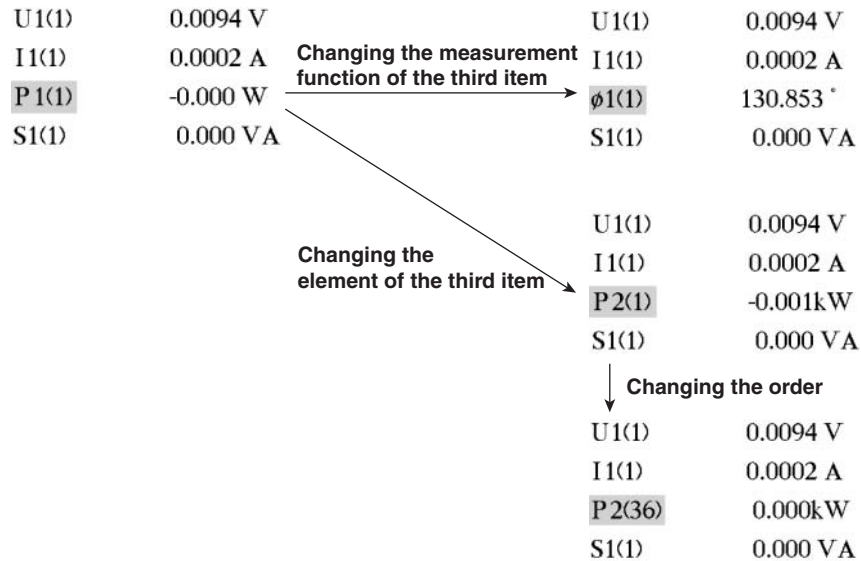 U1(1) 0.0094 V
I1(1) 0.0002 A
P1(1) -0.000 W
S1(1) 0.000 VA
Changing the measurement
function of the third item
U1(1) 0.0094 V
I1(1) 0.0002 A
ø1(1) 130.853 °
S1(1) 0.000 VA
Changing the
element of the third item
U1(1) 0.0094 V
I1(1) 0.0002 A
P2(1) -0.001kW
S1(1) 0.000 VA
Changing the order
U1(1) 0.0094 V
I1(1) 0.0002 A
P2(36) 0.000kW
S1(1) 0.000 VA